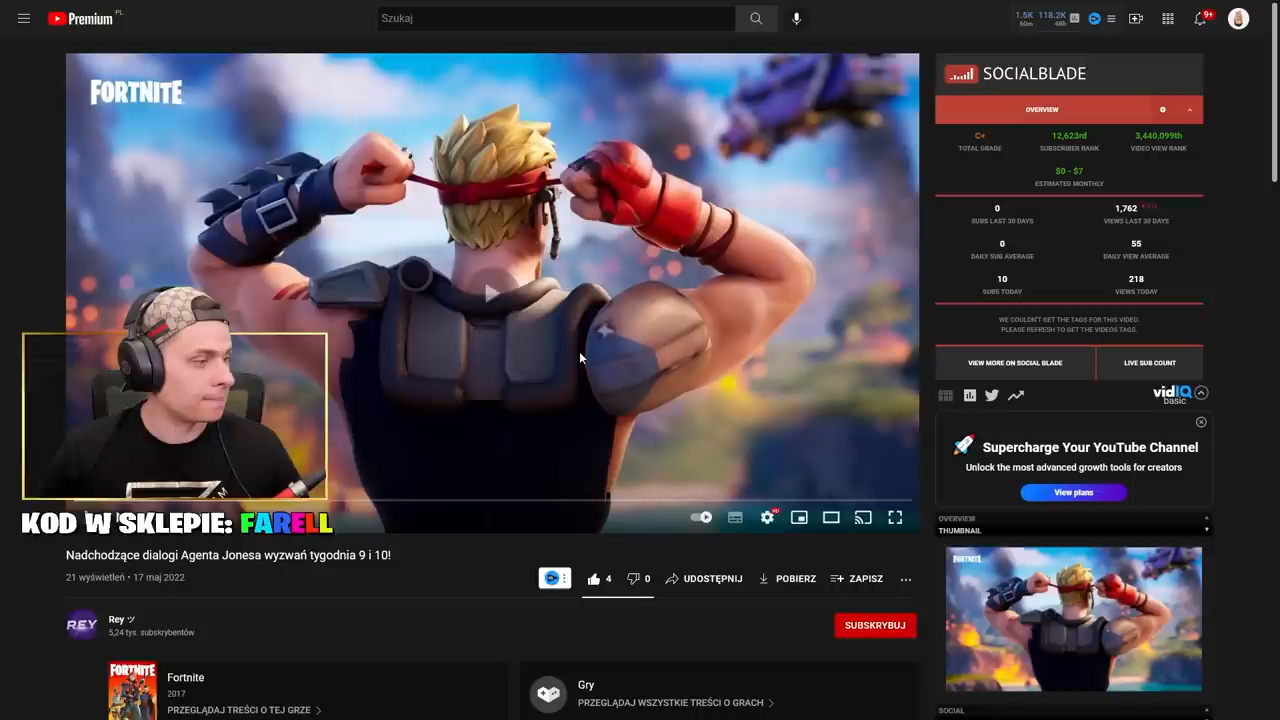 Premium PL
Szukaj
1.5K 60m
118.2K 48h
9+
FORTNITE
SOCIALBLADE
OVERVIEW
C+
TOTAL GRADE
12,623rd
SUBSCRIBER RANK
3,440,099th
VIDEO VIEW RANK
$0 - $7
ESTIMATED MONTHLY
0
SUBS LAST 30 DAYS
1,762
VIEWS LAST 30 DAYS
0
DAILY SUB AVERAGE
55
DAILY VIEW AVERAGE
10
SUBS TODAY
218
VIEWS TODAY
WE COULDN'T GET THE TAGS FOR THIS VIDEO.
PLEASE REFRESH TO GET THE VIDEOS TAGS.
VIEW MORE ON SOCIAL BLADE
LIVE SUB COUNT
vidIQ
basic
Supercharge Your YouTube Channel
Unlock the most advanced growth tools for creators
View plans
OVERVIEW
THUMBNAIL
FORTNITE
SOCIAL
HD
KOD W SKLEPIE: FARELL
Nadchodzące dialogi Agenta Jonesa wyzwań tygodnia 9 i 10!
21 wyświetleń • 17 maj 2022
4
0
UDOSTĘPNIJ
POBIERZ
ZAPISZ
REY
Rey ツ
5,24 tys. subskrybentów
SUBSKRYBUJ
FORTNITE
Fortnite
2017
PRZEGLĄDAJ TREŚCI O TEJ GRZE
Gry
PRZEGLĄDAJ WSZYSTKIE TREŚCI O GRACH